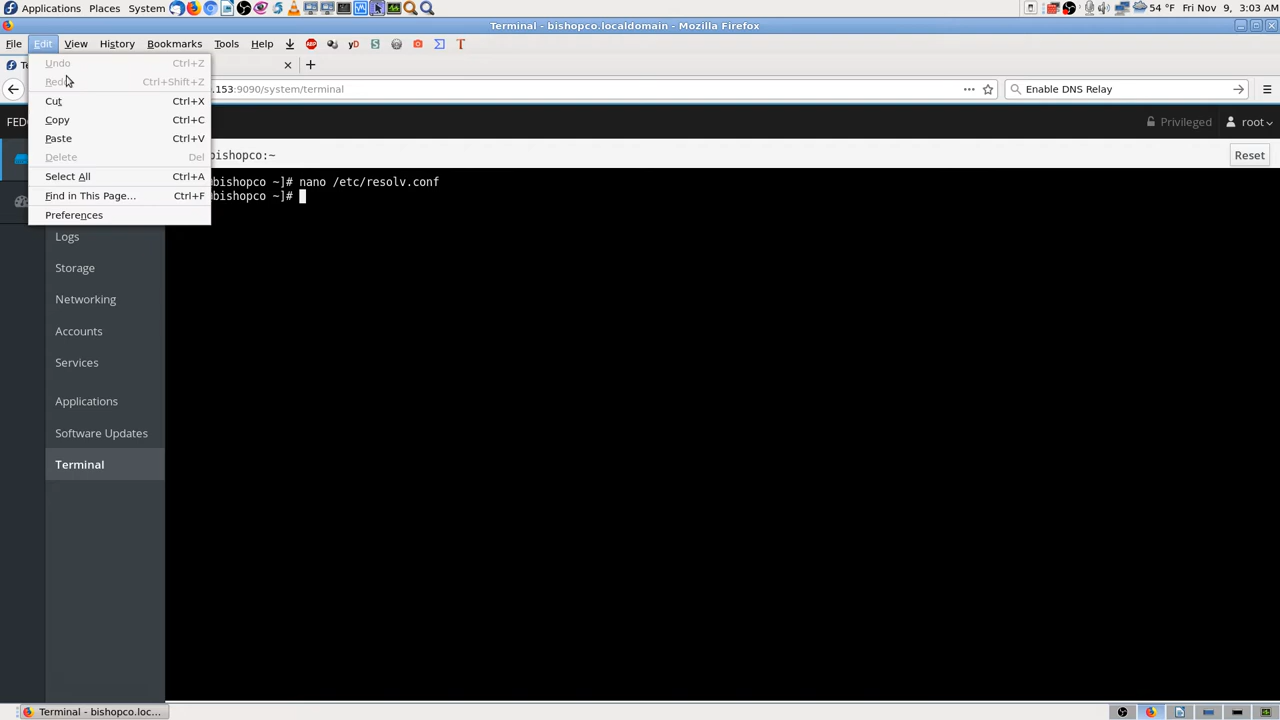 Applications Places System 54 °F Fri Nov 9, 3:03 AM
Terminal - bishopco.localdomain - Mozilla Firefox
File Edit View History Bookmarks Tools Help
Undo Ctrl+Z
.153:9090/system/terminal
Enable DNS Relay
Ctrl+Shift+Z
Cut Ctrl+X
Copy Ctrl+C
Paste Ctrl+V
Delete Del
Select All Ctrl+A
Find in This Page... Ctrl+F
Preferences
Privileged root
bishopco:~ Reset
bishopco ~]# nano /etc/resolv.conf
bishopco ~]#
Logs
Storage
Networking
Accounts
Services
Applications
Software Updates
Terminal
Terminal - bishopco.loc...